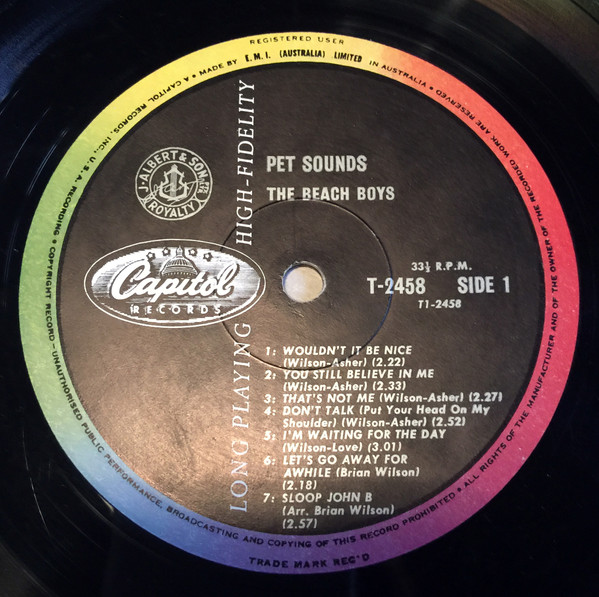 REGISTERED USER
A CAPITOL RECORDS, INC., U.S.A. RECORDING • MADE BY E.M.I. (AUSTRALIA) LIMITED IN AUSTRALIA •
ALL RIGHTS OF THE MANUFACTURER AND OF THE OWNER OF THE RECORDED WORK ARE RESERVED
COPYRIGHT RECORD—UNAUTHORISED PUBLIC PERFORMANCE, BROADCASTING AND COPYING OF THIS RECORD PROHIBITED •
TRADE MARK REG'D
LONG PLAYING HIGH-FIDELITY
J. ALBERT & SON PTY LTD
ROYALTY
PET SOUNDS
THE BEACH BOYS
Capitol
RECORDS
33⅓ R.P.M.
T-2458 SIDE 1
T1-2458
1: WOULDN'T IT BE NICE
(Wilson-Asher) (2.22)
2: YOU STILL BELIEVE IN ME
(Wilson-Asher) (2.33)
3: THAT'S NOT ME (Wilson-Asher) (2.27)
4: DON'T TALK (Put Your Head On My
Shoulder) (Wilson-Asher) (2.52)
5: I'M WAITING FOR THE DAY
(Wilson-Love) (3.01)
6: LET'S GO AWAY FOR
AWHILE (Brian Wilson)
(2.18)
7: SLOOP JOHN B
(Arr. Brian Wilson)
(2.57)